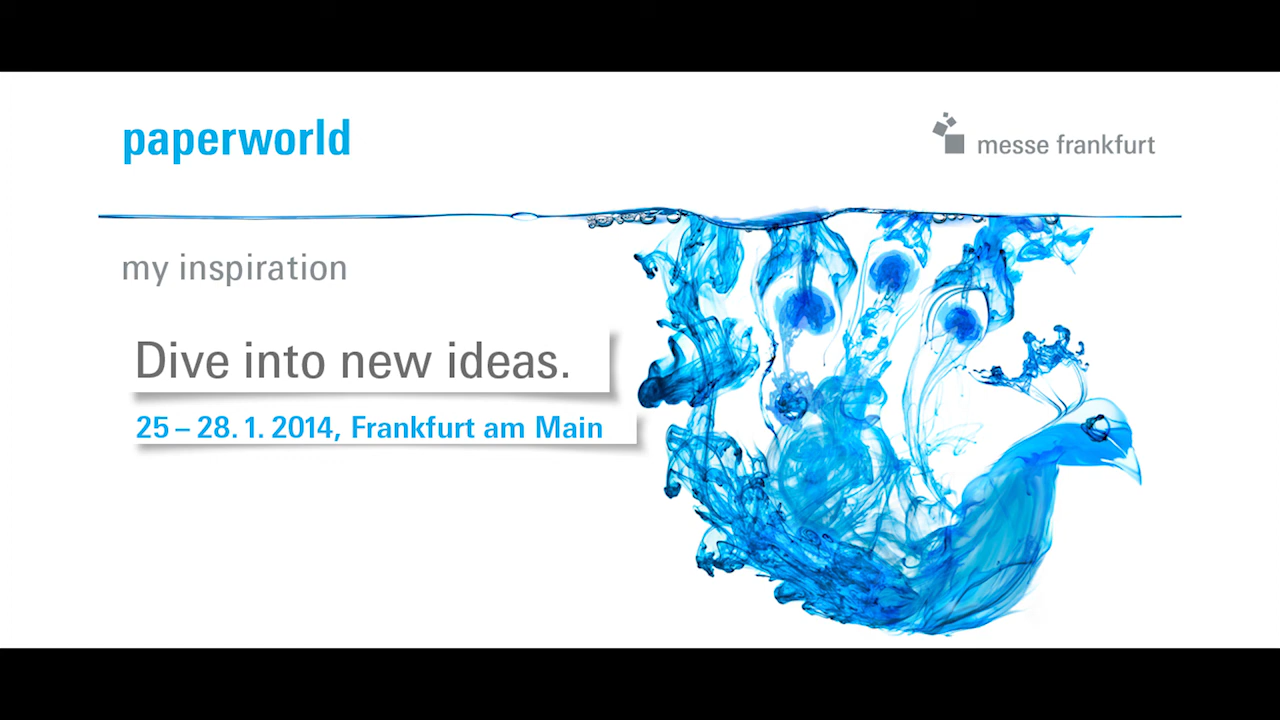 paperworld
messe frankfurt
my inspiration
Dive into new ideas.
25 – 28. 1. 2014, Frankfurt am Main